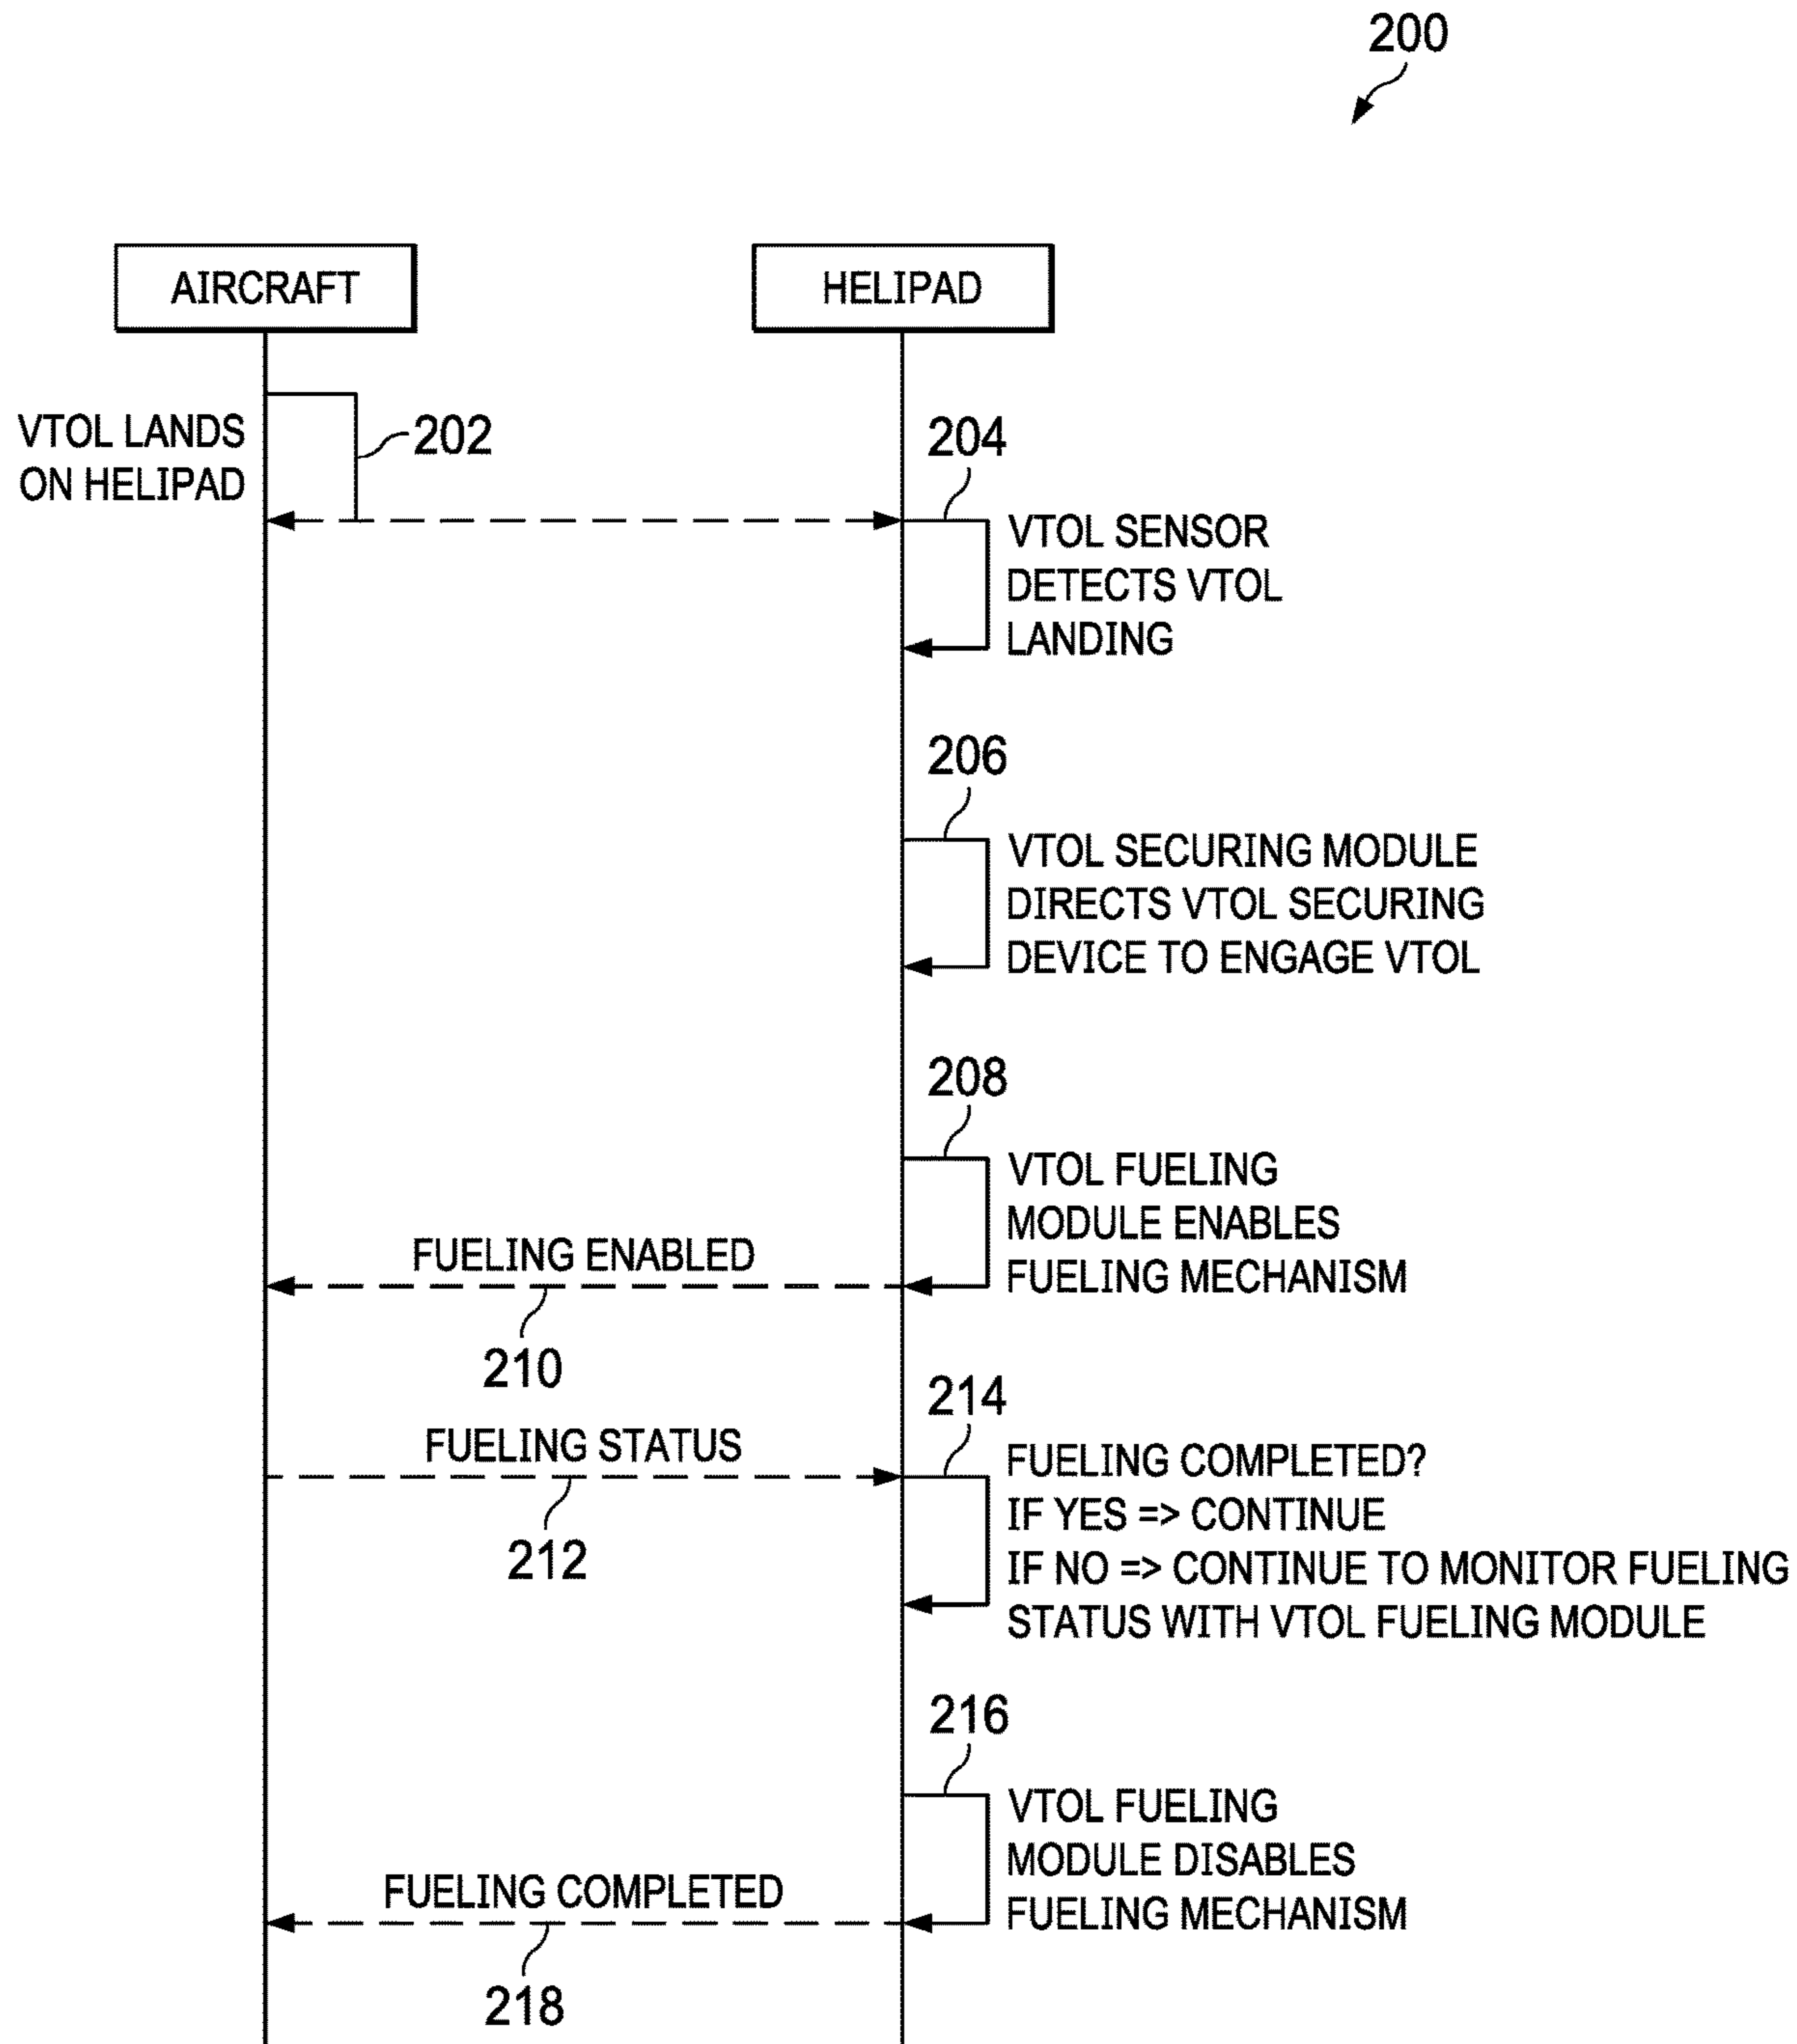 200
AIRCRAFT
HELIPAD
VTOL LANDS
ON HELIPAD
202
204
VTOL SENSOR
DETECTS VTOL
LANDING
206
VTOL SECURING MODULE
DIRECTS VTOL SECURING
DEVICE TO ENGAGE VTOL
208
VTOL FUELING
MODULE ENABLES
FUELING MECHANISM
FUELING ENABLED
210
FUELING STATUS
212
214
FUELING COMPLETED?
IF YES => CONTINUE
IF NO => CONTINUE TO MONITOR FUELING
STATUS WITH VTOL FUELING MODULE
216
VTOL FUELING
MODULE DISABLES
FUELING MECHANISM
FUELING COMPLETED
218